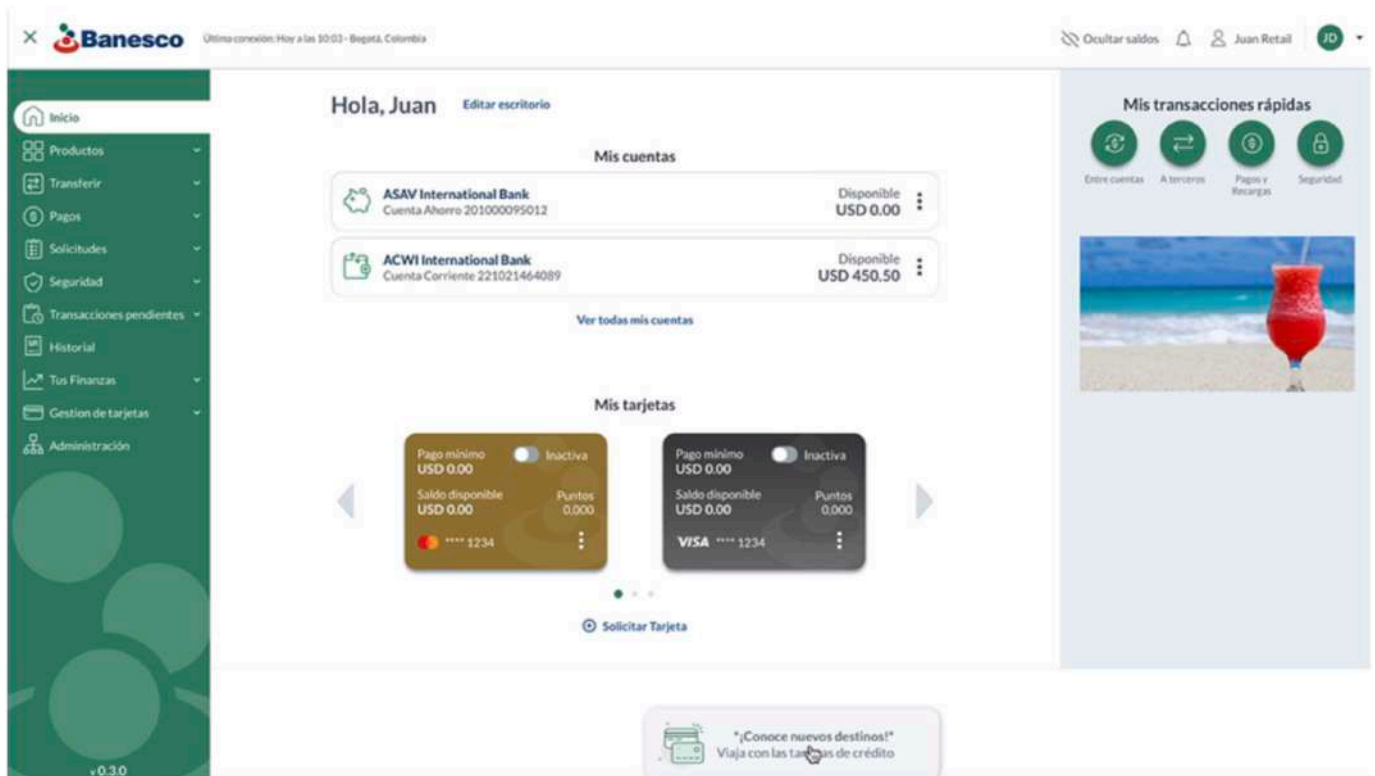 Banesco
Última conexión: Hoy a las 10:03 - Bogotá, Colombia
Ocultar saldos
Juan Retail
JD
Inicio
Productos
Transferir
Pagos
Solicitudes
Seguridad
Transacciones pendientes
Historial
Tus Finanzas
Gestion de tarjetas
Administración
v 0.3.0
Hola, Juan
Editar escritorio
Mis cuentas
ASAV International Bank
Cuenta Ahorro 201000095012
Disponible
USD 0.00
ACWI International Bank
Cuenta Corriente 221021464089
Disponible
USD 450.50
Ver todas mis cuentas
Mis tarjetas
Pago mínimo
USD 0.00
Inactiva
Saldo disponible
USD 0.00
Puntos
0,000
**** 1234
Pago mínimo
USD 0.00
Inactiva
Saldo disponible
USD 0.00
Puntos
0,000
VISA **** 1234
Solicitar Tarjeta
*¡Conoce nuevos destinos!*
Viaja con las tarjetas de crédito
Mis transacciones rápidas
Entre cuentas
A terceros
Pagos y
Recargas
Seguridad